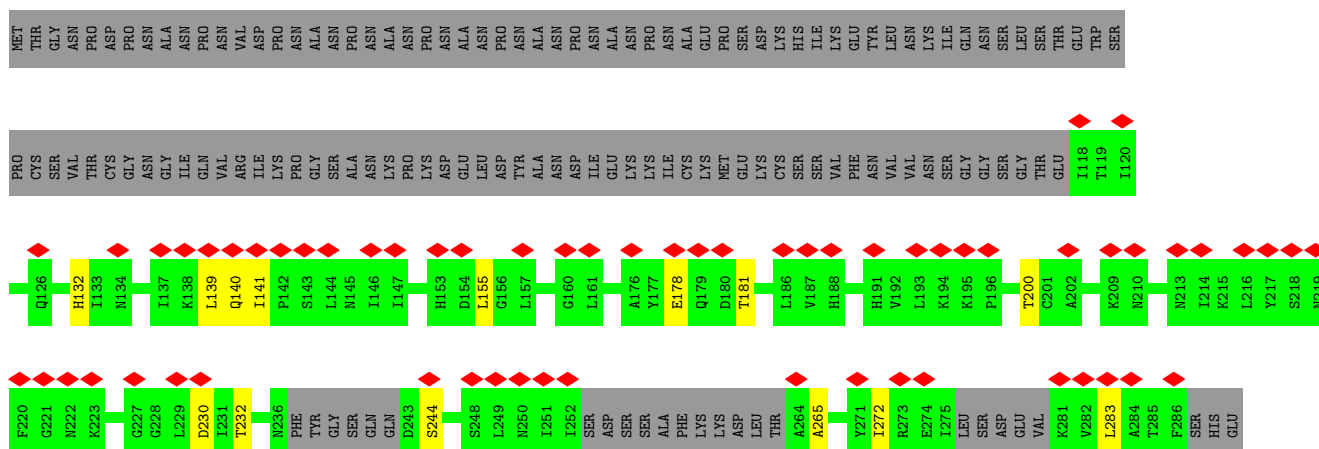 MET THR GLY ASN PRO ASP PRO ASN ALA ASN PRO ASN VAL ASP PRO ASN ALA ASN PRO ASN ALA ASN PRO ASN ALA ASN PRO ASN ALA ASN PRO ASN ALA ASN PRO ASN ALA GLU PRO SER ASP LYS HIS ILE LYS GLU TYR LEU ASN LYS ILE GLN ASN SER LEU SER THR GLU TRP SER
PRO CYS SER VAL THR CYS GLY ASN GLY ILE GLN VAL ARG ILE LYS PRO GLY SER ALA ASN LYS PRO LYS ASP GLU LEU ASP TYR ALA ASN ASP ILE GLU LYS LYS ILE CYS LYS MET GLU LYS CYS SER SER VAL PHE ASN VAL VAL ASN SER GLY GLY SER GLY THR GLU I118 T119 I120
Q126 H132 I133 N134 I137 K138 L139 Q140 I141 P142 S143 L144 N145 I146 I147 H153 D154 L155 G156 L157 G160 L161 A176 Y177 E178 Q179 D180 T181 L186 V187 H188 H191 V192 L193 K194 K195 P196 T200 C201 A202 K209 N210 N213 I214 K215 L216 Y217 S218
F220 G221 N222 K223 G227 G228 L229 D230 I231 T232 N236 PHE TYR GLY SER GLN GLN D243 S244 S248 L249 N250 I251 I252 SER ASP SER SER ALA PHE LYS LYS ASP LEU THR A264 A265 Y271 I272 R273 E274 I275 LEU SER ASP GLU VAL K281 V282 L283 A284 T285 F286 SER HIS GLU